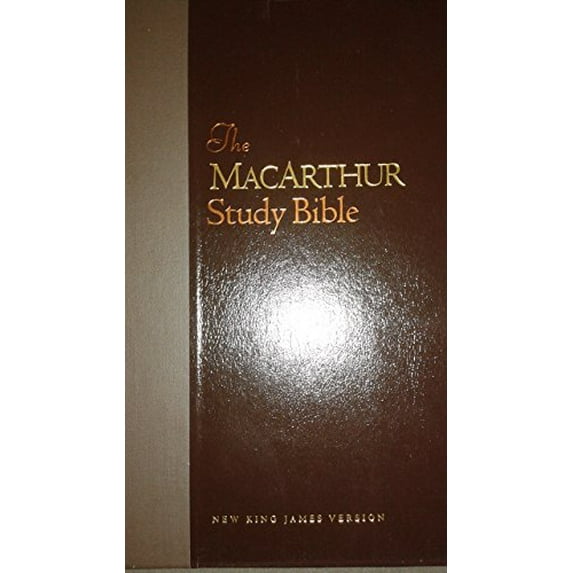 The
MACARTHUR
Study Bible
NEW KING JAMES VERSION